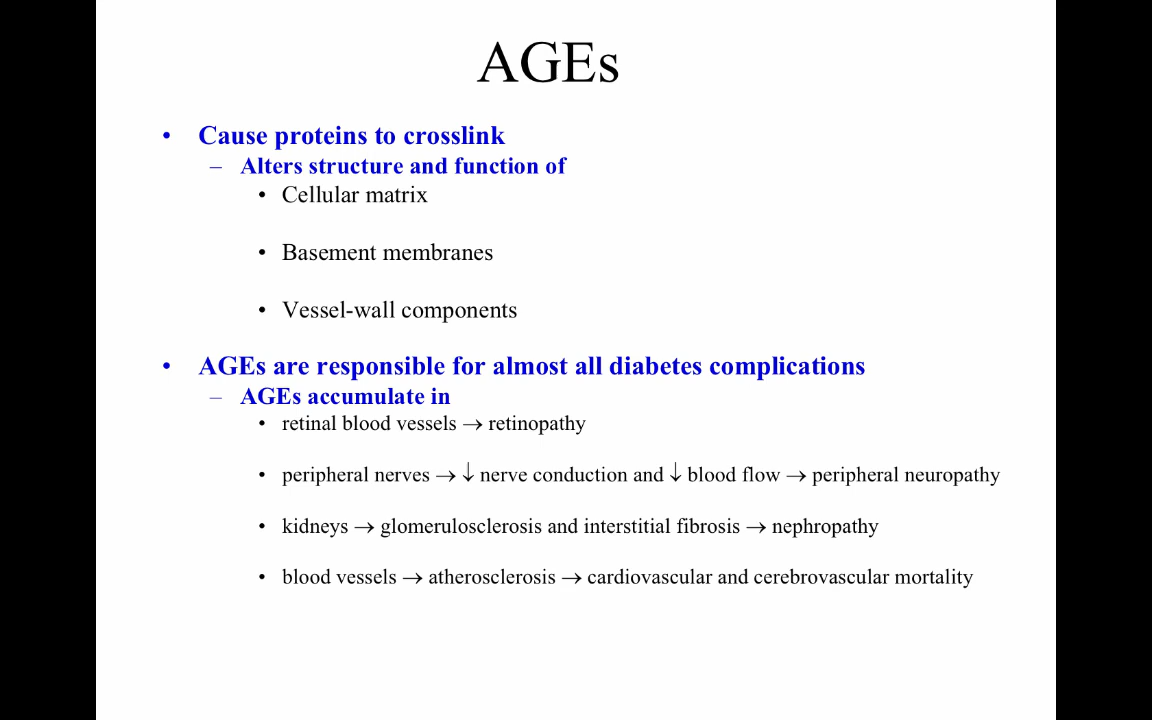 AGEs
• Cause proteins to crosslink
– Alters structure and function of
• Cellular matrix
• Basement membranes
• Vessel-wall components
• AGEs are responsible for almost all diabetes complications
– AGEs accumulate in
• retinal blood vessels → retinopathy
• peripheral nerves → ↓ nerve conduction and ↓ blood flow → peripheral neuropathy
• kidneys → glomerulosclerosis and interstitial fibrosis → nephropathy
• blood vessels → atherosclerosis → cardiovascular and cerebrovascular mortality